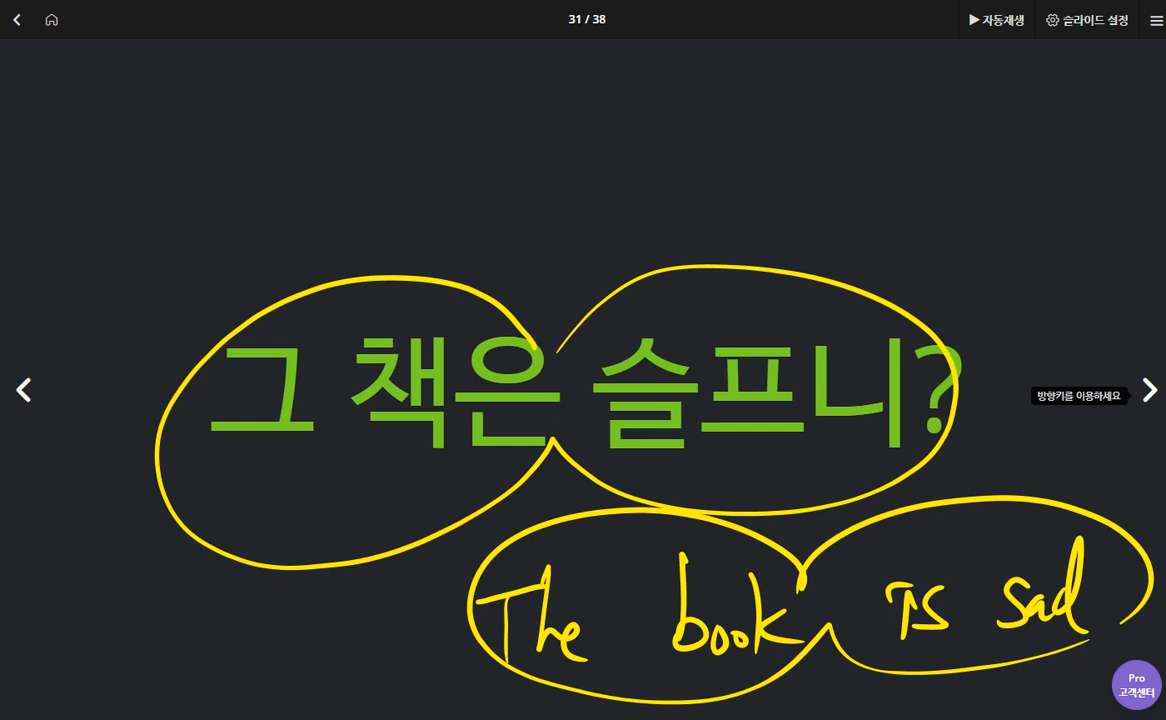 31 / 38
자동재생
슬라이드 설정
그 책은 슬프니?
방향키를 이용하세요
The book is sad
Pro
고객센터